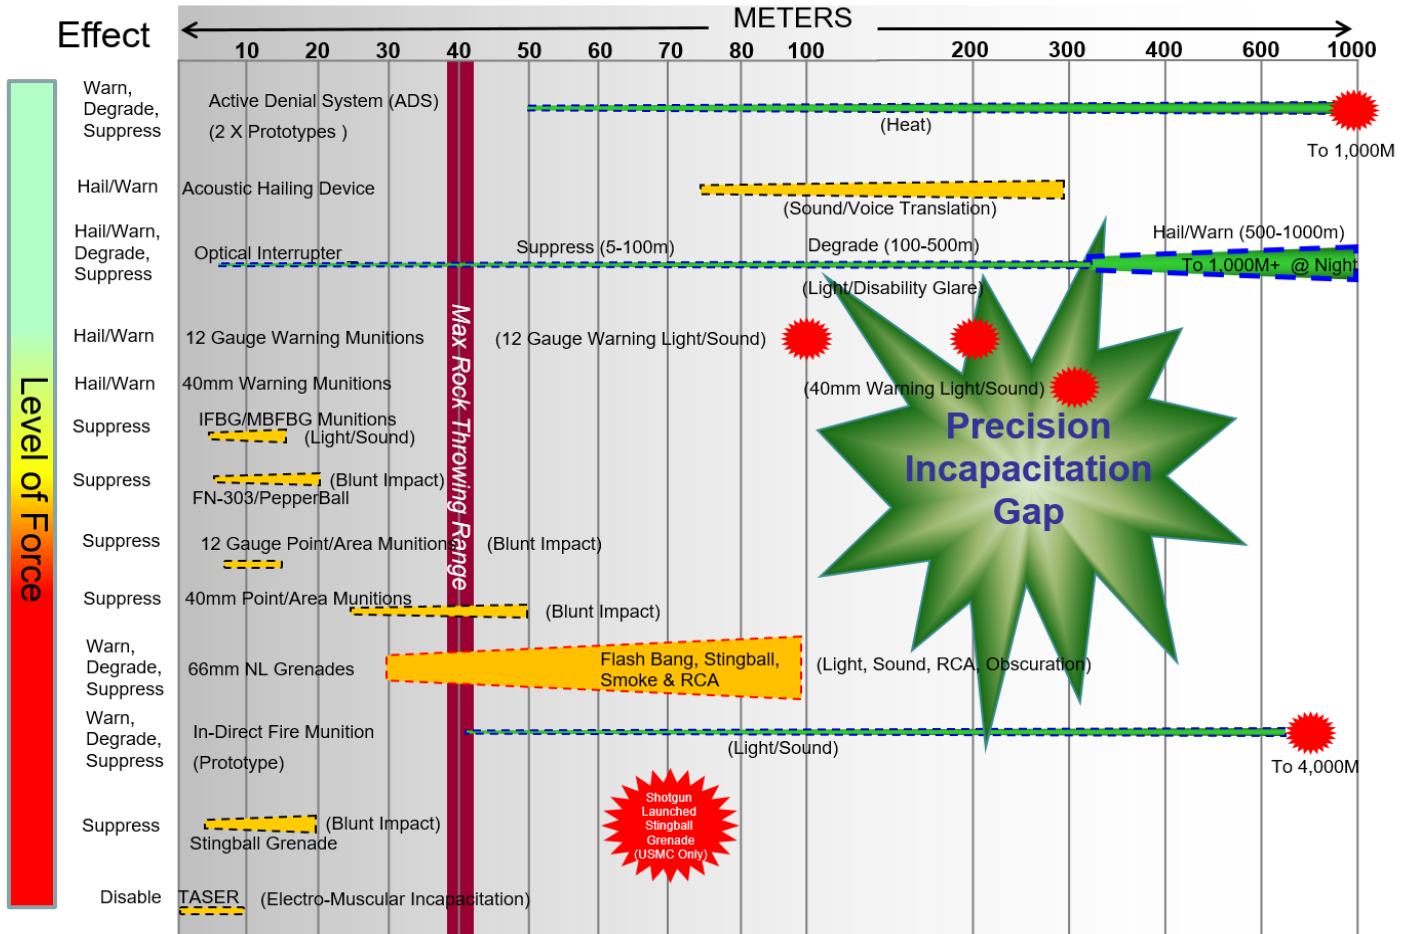 METERS
Effect
10 20 30 40 50 60 70 80 100 200 300 400 600 1000
Level of Force
Max Rock Throwing Range
Warn,
Degrade,
Suppress
Active Denial System (ADS)
(2 X Prototypes )
(Heat)
To 1,000M
Hail/Warn
Acoustic Hailing Device
(Sound/Voice Translation)
Hail/Warn,
Degrade,
Suppress
Optical Interrupter
Suppress (5-100m)
Degrade (100-500m)
Hail/Warn (500-1000m)
To 1,000M+ @ Night
(Light/Disability Glare)
Hail/Warn
12 Gauge Warning Munitions
(12 Gauge Warning Light/Sound)
Hail/Warn
40mm Warning Munitions
(40mm Warning Light/Sound)
Precision
Incapacitation
Gap
Suppress
IFBG/MBFBG Munitions
(Light/Sound)
Suppress
(Blunt Impact)
FN-303/PepperBall
Suppress
12 Gauge Point/Area Munitions
(Blunt Impact)
Suppress
40mm Point/Area Munitions
(Blunt Impact)
Warn,
Degrade,
Suppress
66mm NL Grenades
Flash Bang, Stingball,
Smoke & RCA
(Light, Sound, RCA, Obscuration)
Warn,
Degrade,
Suppress
In-Direct Fire Munition
(Prototype)
(Light/Sound)
To 4,000M
Shotgun
Launched
Stingball
Grenade
(USMC Only)
Suppress
(Blunt Impact)
Stingball Grenade
Disable
TASER
(Electro-Muscular Incapacitation)